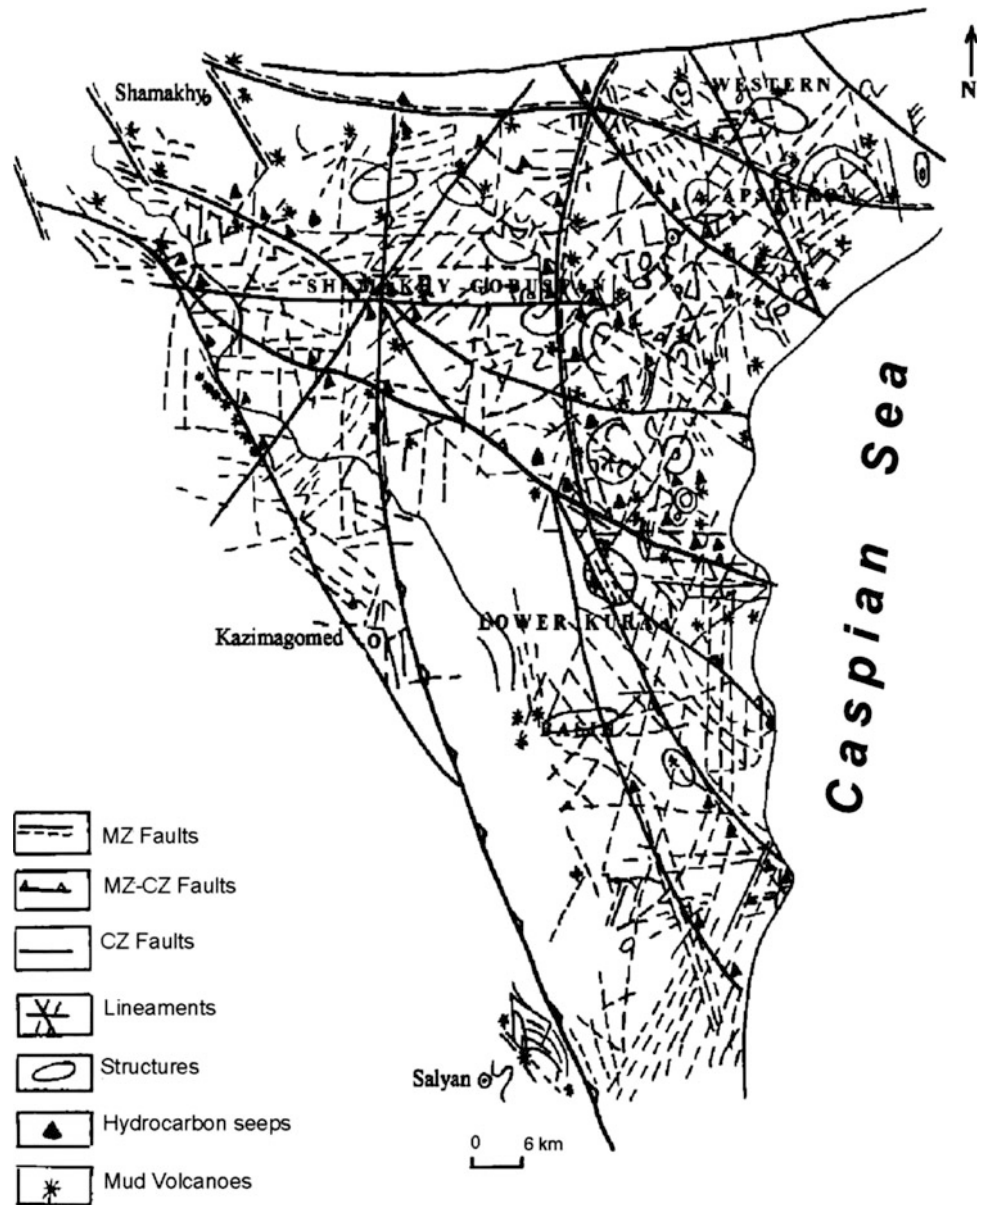 WESTERN
N
Shamakhy
APSHERON
SHAMAKHY-GOBUSTAN
Caspian Sea
LOWER KURA
Kazimagomed
BASIN
MZ Faults
MZ-CZ Faults
CZ Faults
Lineaments
Structures
Hydrocarbon seeps
Mud Volcanoes
Salyan
0 6 km